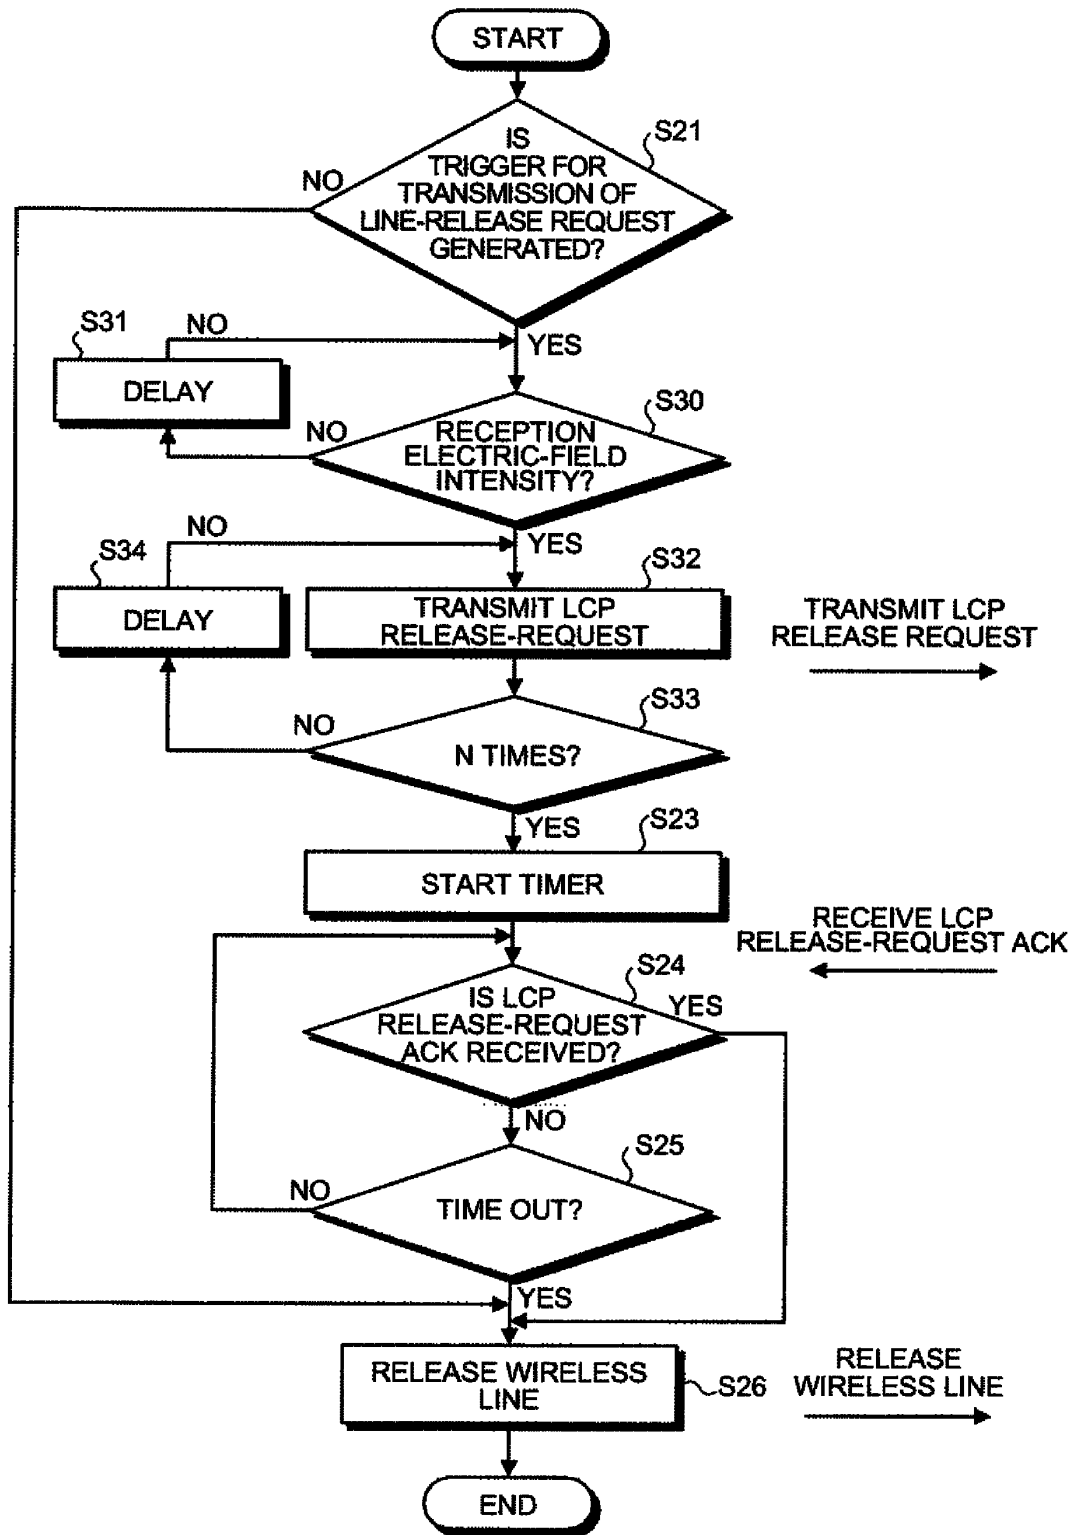 START
S21
IS
TRIGGER FOR
TRANSMISSION OF
LINE-RELEASE REQUEST
GENERATED?
NO
YES
S31
NO
DELAY
S30
NO
RECEPTION
ELECTRIC-FIELD
INTENSITY?
YES
S34
NO
DELAY
S32
TRANSMIT LCP
RELEASE-REQUEST
TRANSMIT LCP
RELEASE REQUEST
S33
NO
N TIMES?
YES
S23
START TIMER
RECEIVE LCP
RELEASE-REQUEST ACK
S24
IS LCP
RELEASE-REQUEST
ACK RECEIVED?
YES
NO
S25
NO
TIME OUT?
YES
RELEASE WIRELESS
LINE
S26
RELEASE
WIRELESS LINE
END